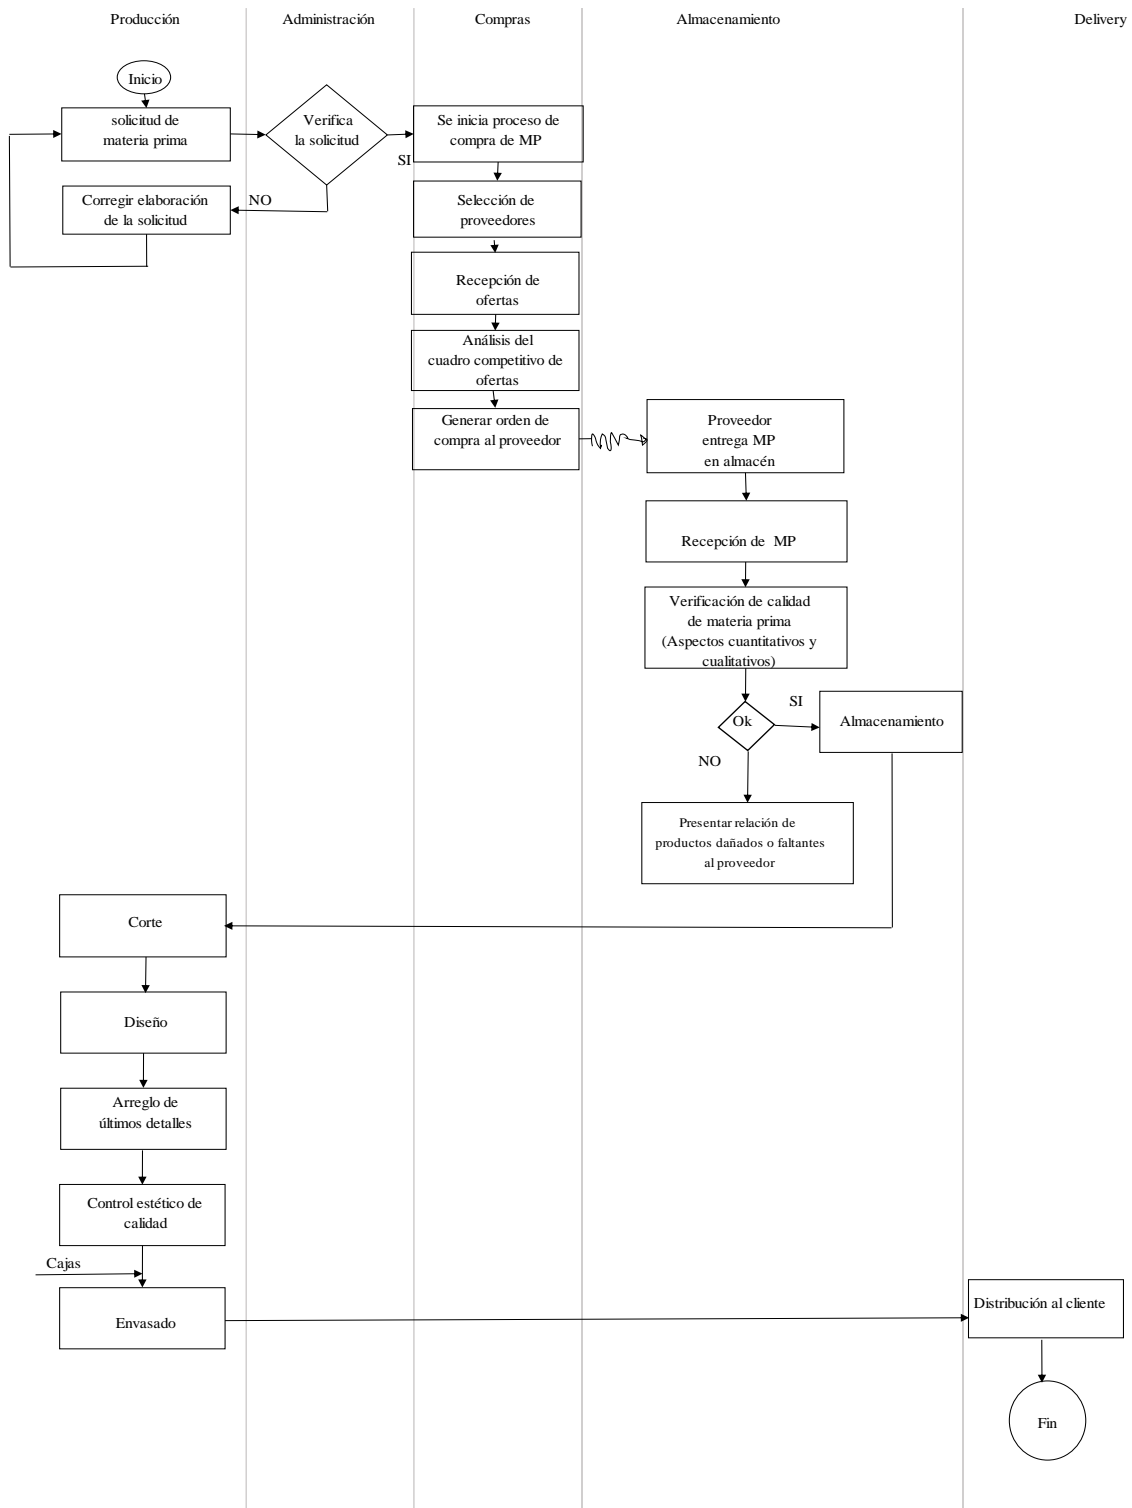 Producción
Administración
Compras
Almacenamiento
Delivery
Inicio
solicitud de
materia prima
Verifica
la solicitud
SI
NO
Corregir elaboración
de la solicitud
Se inicia proceso de
compra de MP
Selección de
proveedores
Recepción de
ofertas
Análisis del
cuadro competitivo de
ofertas
Generar orden de
compra al proveedor
Proveedor
entrega MP
en almacén
Recepción de MP
Verificación de calidad
de materia prima
(Aspectos cuantitativos y
cualitativos)
Ok
SI
Almacenamiento
NO
Presentar relación de
productos dañados o faltantes
al proveedor
Corte
Diseño
Arreglo de
últimos detalles
Control estético de
calidad
Cajas
Envasado
Distribución al cliente
Fin